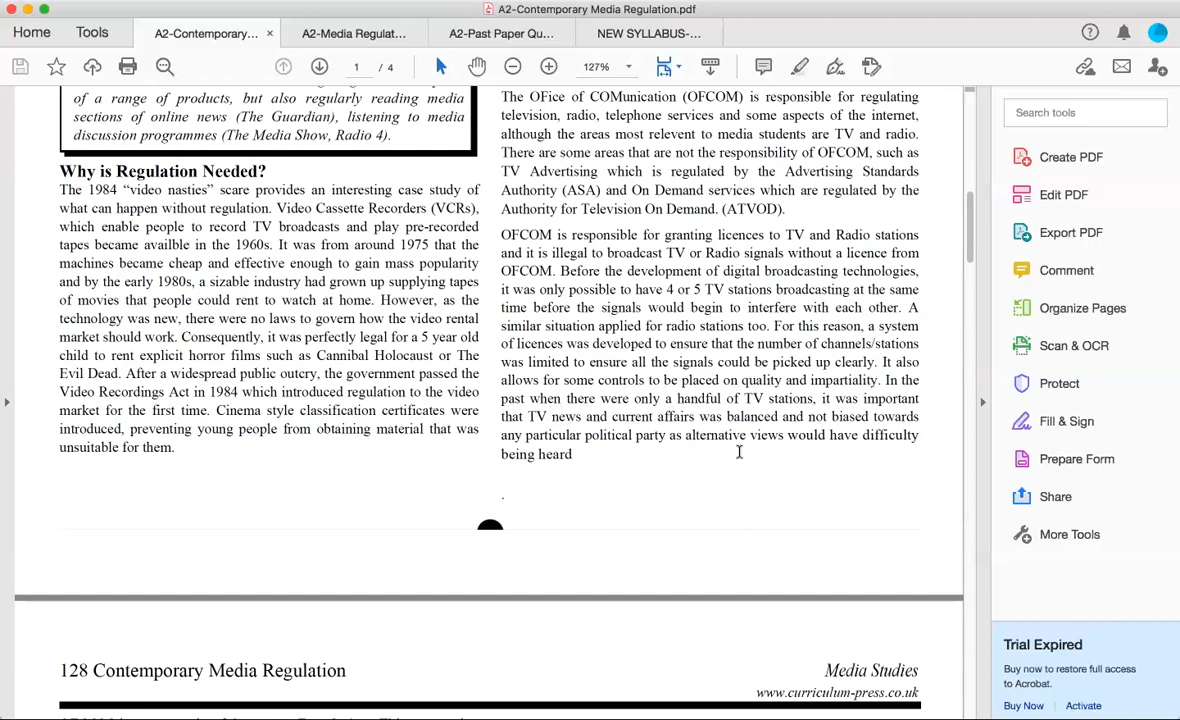 A2-Contemporary Media Regulation.pdf
Home
Tools
A2-Contemporary... ×
A2-Media Regulat...
A2-Past Paper Qu...
NEW SYLLABUS-...
1 / 4
127%
of a range of products, but also regularly reading media
sections of online news (The Guardian), listening to media
discussion programmes (The Media Show, Radio 4).
Why is Regulation Needed?
The 1984 “video nasties” scare provides an interesting case study of
what can happen without regulation. Video Cassette Recorders (VCRs),
which enable people to record TV broadcasts and play pre-recorded
tapes became availble in the 1960s. It was from around 1975 that the
machines became cheap and effective enough to gain mass popularity
and by the early 1980s, a sizable industry had grown up supplying tapes
of movies that people could rent to watch at home. However, as the
technology was new, there were no laws to govern how the video rental
market should work. Consequently, it was perfectly legal for a 5 year old
child to rent explicit horror films such as Cannibal Holocaust or The
Evil Dead. After a widespread public outcry, the government passed the
Video Recordings Act in 1984 which introduced regulation to the video
market for the first time. Cinema style classification certificates were
introduced, preventing young people from obtaining material that was
unsuitable for them.
The OFice of COMunication (OFCOM) is responsible for regulating
television, radio, telephone services and some aspects of the internet,
although the areas most relevent to media students are TV and radio.
There are some areas that are not the responsibility of OFCOM, such as
TV Advertising which is regulated by the Advertising Standards
Authority (ASA) and On Demand services which are regulated by the
Authority for Television On Demand. (ATVOD).
OFCOM is responsible for granting licences to TV and Radio stations
and it is illegal to broadcast TV or Radio signals without a licence from
OFCOM. Before the development of digital broadcasting technologies,
it was only possible to have 4 or 5 TV stations broadcasting at the same
time before the signals would begin to interfere with each other. A
similar situation applied for radio stations too. For this reason, a system
of licences was developed to ensure that the number of channels/stations
was limited to ensure all the signals could be picked up clearly. It also
allows for some controls to be placed on quality and impartiality. In the
past when there were only a handful of TV stations, it was important
that TV news and current affairs was balanced and not biased towards
any particular political party as alternative views would have difficulty
being heard
.
128 Contemporary Media Regulation
Media Studies
www.curriculum-press.co.uk
Search tools
Create PDF
Edit PDF
Export PDF
Comment
Organize Pages
Scan & OCR
Protect
Fill & Sign
Prepare Form
Share
More Tools
Trial Expired
Buy now to restore full access
to Acrobat.
Buy Now
Activate